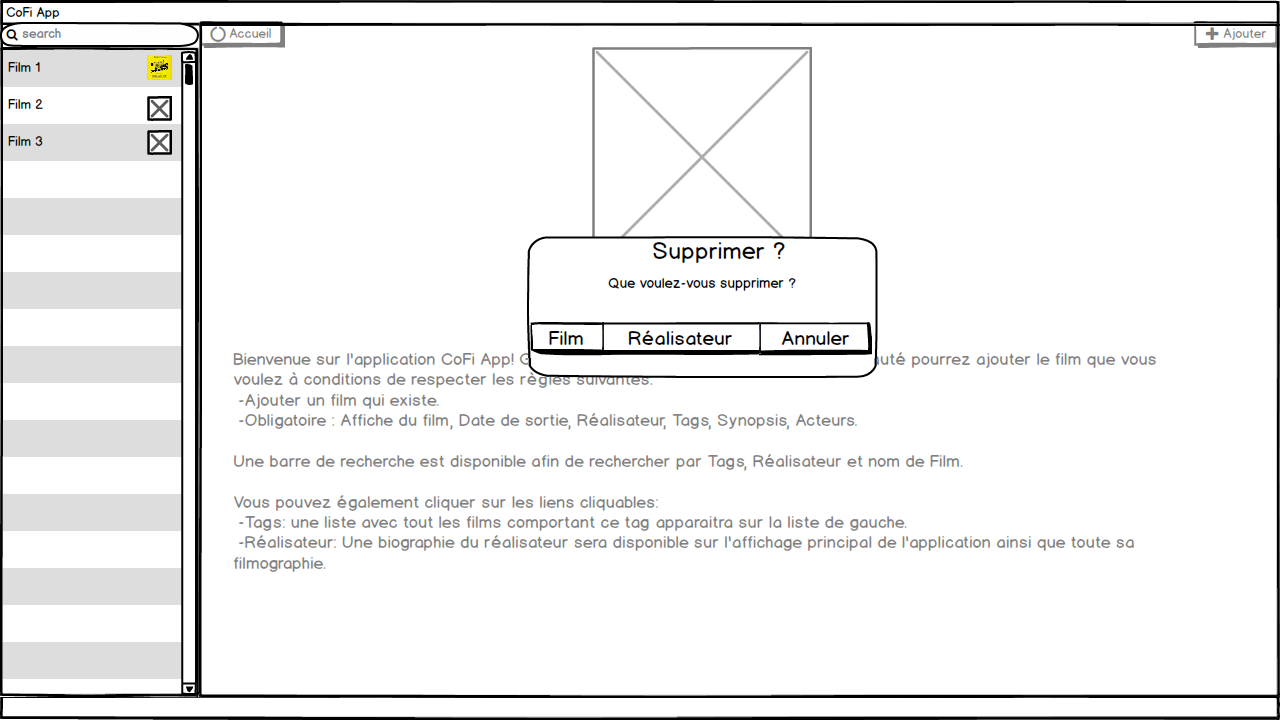 CoFi App
search
Accueil
Ajouter
Film 1
Film 2
Film 3
Supprimer ?
Que voulez-vous supprimer ?
Film
Réalisateur
Annuler
Bienvenue sur l'application CoFi App! pourrez ajouter le film que vous
voulez à conditions de respecter les règles suivantes:
-Ajouter un film qui existe.
-Obligatoire : Affiche du film, Date de sortie, Réalisateur, Tags, Synopsis, Acteurs.
Une barre de recherche est disponible afin de rechercher par Tags, Réalisateur et nom de Film.
Vous pouvez également cliquer sur les liens cliquables:
-Tags: une liste avec tout les films comportant ce tag apparaitra sur la liste de gauche.
-Réalisateur: Une biographie du réalisateur sera disponible sur l'affichage principal de l'application ainsi que toute sa
filmographie.